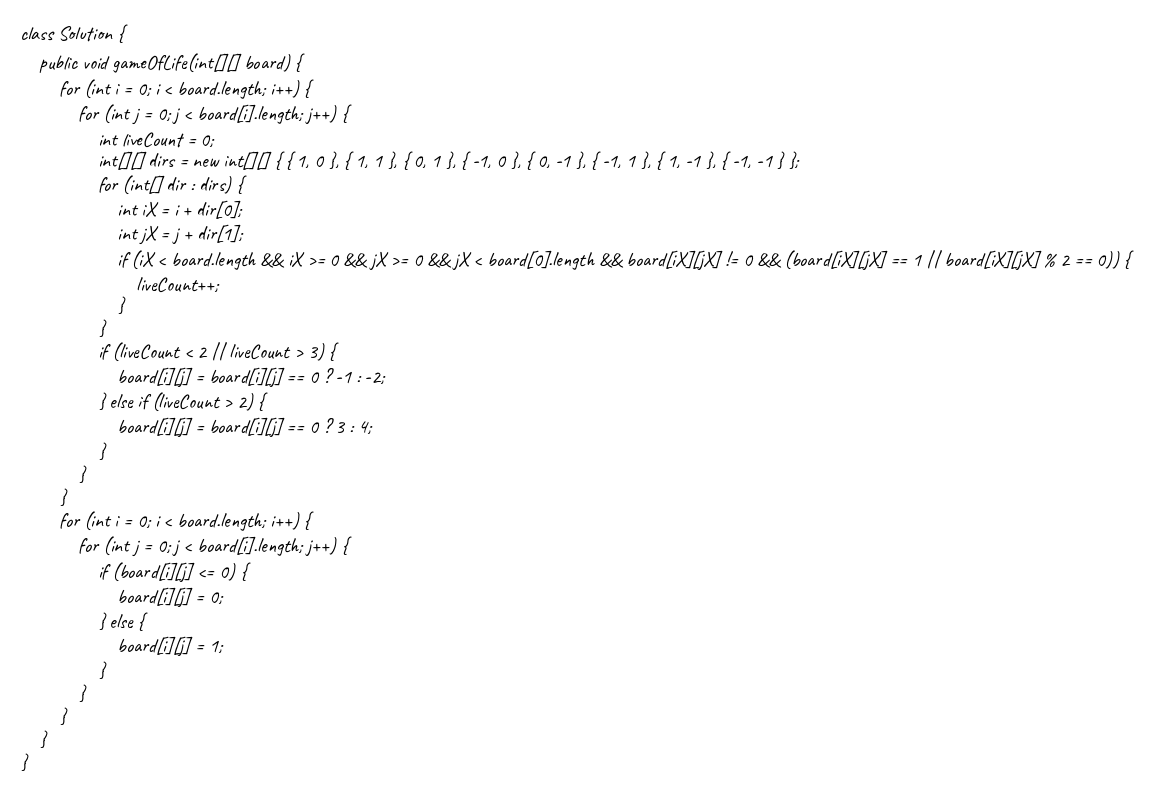 class Solution {
    public void gameOfLife(int[][] board) {
        for (int i = 0; i < board.length; i++) {
            for (int j = 0; j < board[i].length; j++) {
                int liveCount = 0;
                int[][] dirs = new int[][] { { 1, 0 }, { 1, 1 }, { 0, 1 }, { -1, 0 }, { 0, -1 }, { -1, 1 }, { 1, -1 }, { -1, -1 } };
                for (int[] dir : dirs) {
                    int iX = i + dir[0];
                    int jX = j + dir[1];
                    if (iX < board.length && iX >= 0 && jX >= 0 && jX < board[0].length && board[iX][jX] != 0 && (board[iX][jX] == 1 || board[iX][jX] % 2 == 0)) {
                        liveCount++;
                    }
                }
                if (liveCount < 2 || liveCount > 3) {
                    board[i][j] = board[i][j] == 0 ? -1 : -2;
                } else if (liveCount > 2) {
                    board[i][j] = board[i][j] == 0 ? 3 : 4;
                }
            }
        }
        for (int i = 0; i < board.length; i++) {
            for (int j = 0; j < board[i].length; j++) {
                if (board[i][j] <= 0) {
                    board[i][j] = 0;
                } else {
                    board[i][j] = 1;
                }
            }
        }
    }
}